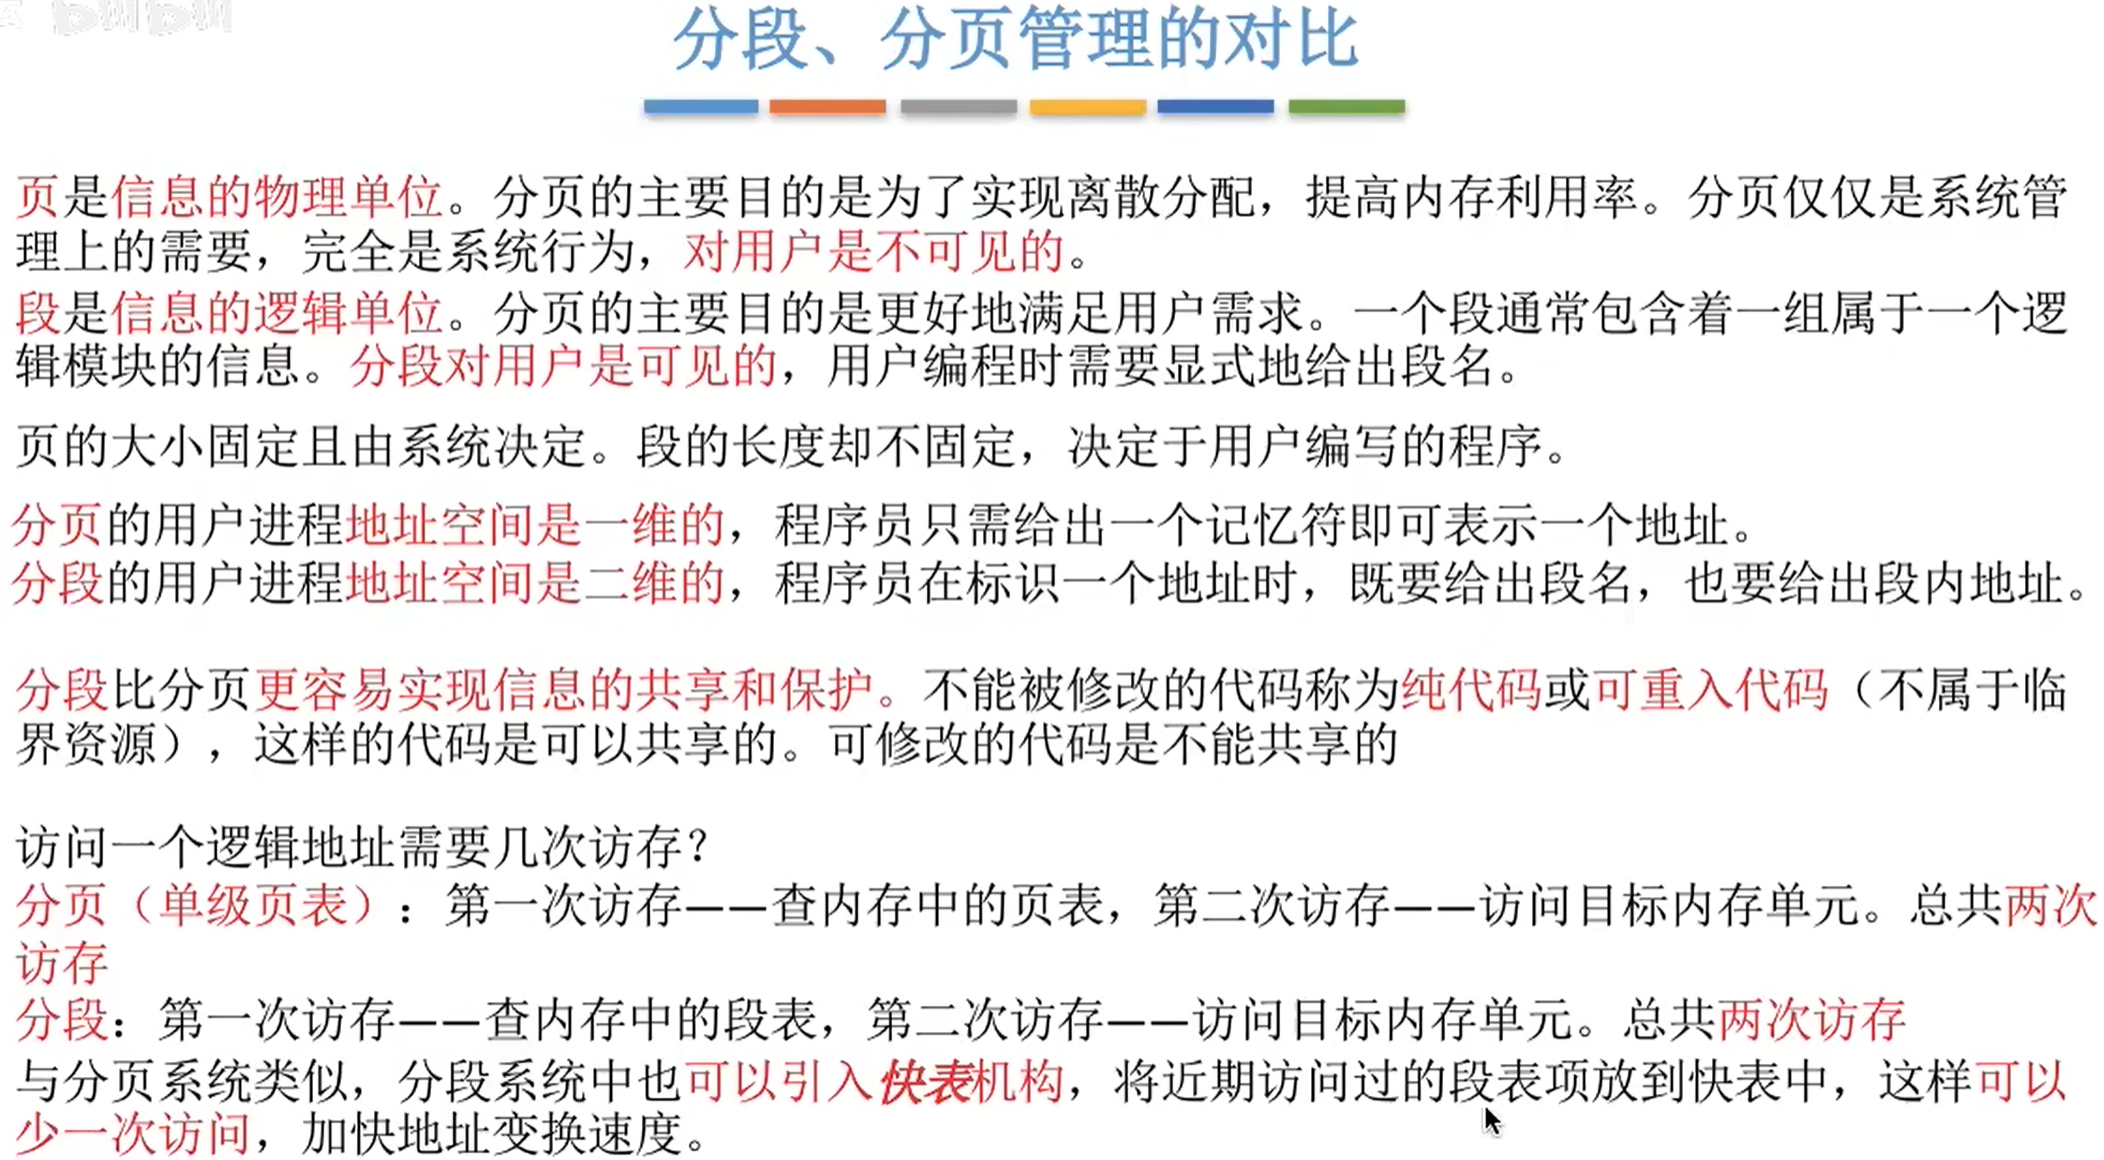 分段、分页管理的对比
页是信息的物理单位。分页的主要目的是为了实现离散分配，提高内存利用率。分页仅仅是系统管
理上的需要，完全是系统行为，对用户是不可见的。
段是信息的逻辑单位。分页的主要目的是更好地满足用户需求。一个段通常包含着一组属于一个逻
辑模块的信息。分段对用户是可见的，用户编程时需要显式地给出段名。
页的大小固定且由系统决定。段的长度却不固定，决定于用户编写的程序。
分页的用户进程地址空间是一维的，程序员只需给出一个记忆符即可表示一个地址。
分段的用户进程地址空间是二维的，程序员在标识一个地址时，既要给出段名，也要给出段内地址。
分段比分页更容易实现信息的共享和保护。不能被修改的代码称为纯代码或可重入代码（不属于临
界资源），这样的代码是可以共享的。可修改的代码是不能共享的
访问一个逻辑地址需要几次访存？
分页（单级页表）：第一次访存——查内存中的页表，第二次访存——访问目标内存单元。总共两次
访存
分段：第一次访存——查内存中的段表，第二次访存——访问目标内存单元。总共两次访存
与分页系统类似，分段系统中也可以引入快表机构，将近期访问过的段表项放到快表中，这样可以
少一次访问，加快地址变换速度。